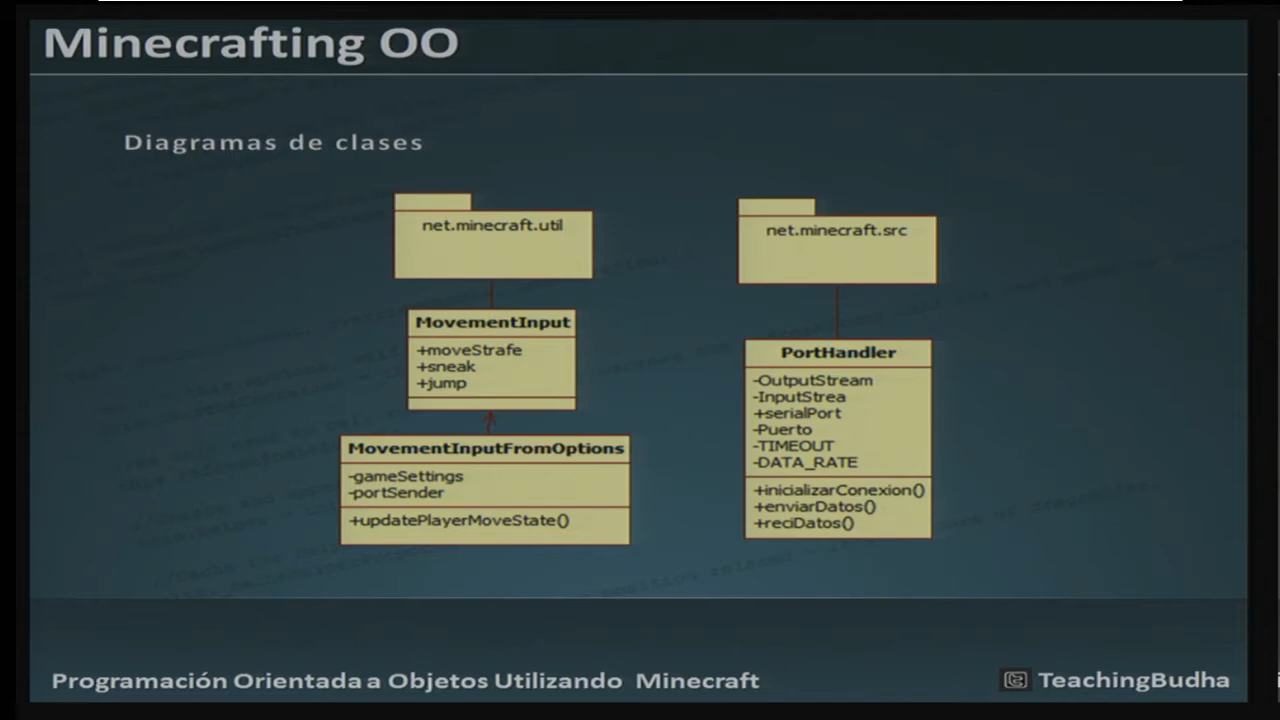 Minecrafting OO
Diagramas de clases
net.minecraft.util
MovementInput
+moveStrafe
+sneak
+jump
MovementInputFromOptions
-gameSettings
-portSender
+updatePlayerMoveState()
net.minecraft.src
PortHandler
-OutputStream
-InputStrea
+serialPort
-Puerto
-TIMEOUT
-DATA_RATE
+inicializarConexion()
+enviarDatos()
+reciDatos()
Programación Orientada a Objetos Utilizando Minecraft
TeachingBudha